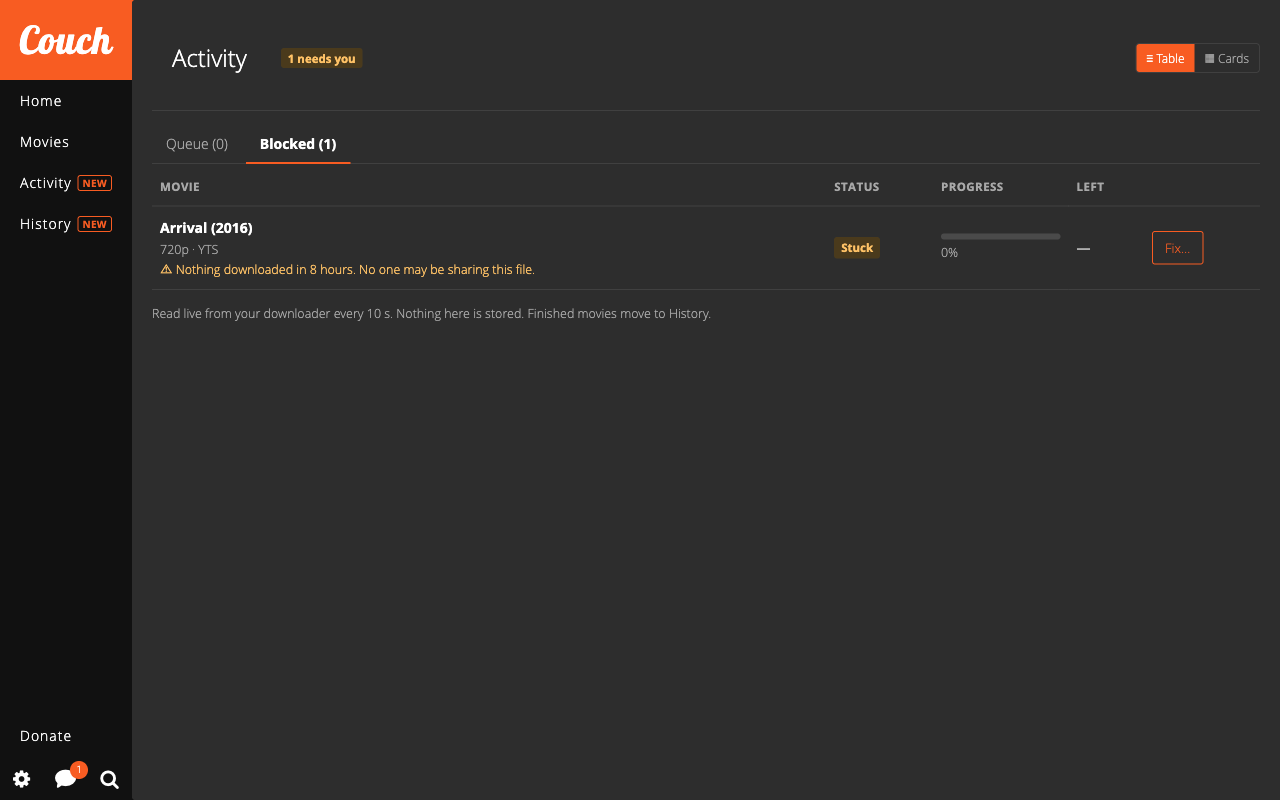 Couch
Home
Movies
Activity NEW
History NEW
Donate
1
Activity
1 needs you
≡ Table
▦ Cards
Queue (0)
Blocked (1)
MOVIE STATUS PROGRESS LEFT
Arrival (2016)
720p · YTS
⚠ Nothing downloaded in 8 hours. No one may be sharing this file.
Stuck
0%
—
Fix...
Read live from your downloader every 10 s. Nothing here is stored. Finished movies move to History.